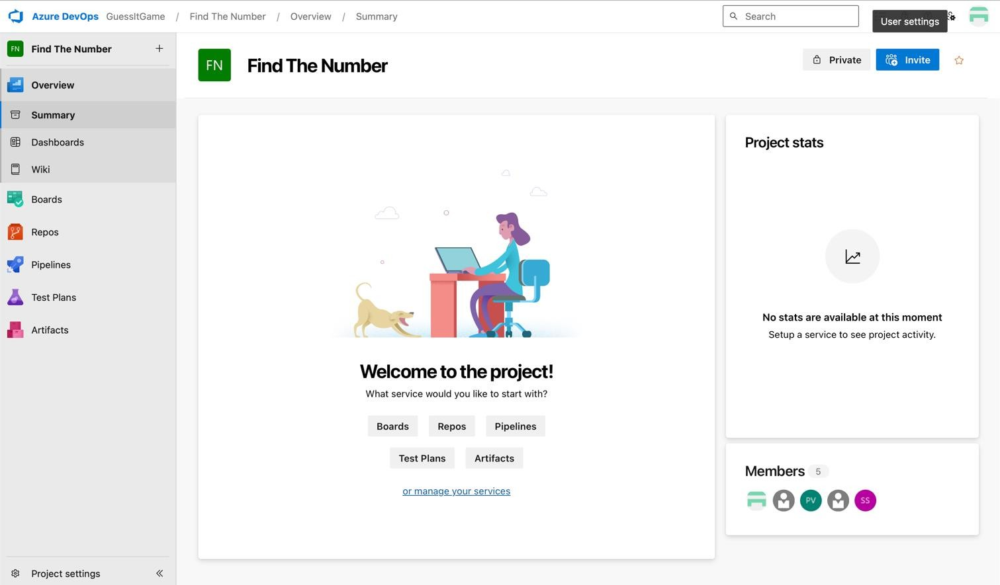 Azure DevOps GuessItGame / Find The Number / Overview / Summary
Search
User settings
FN Find The Number +
FN Find The Number
Private
Invite
Overview
Summary
Dashboards
Wiki
Boards
Repos
Pipelines
Test Plans
Artifacts
Welcome to the project!
What service would you like to start with?
Boards Repos Pipelines
Test Plans Artifacts
or manage your services
Project stats
No stats are available at this moment
Setup a service to see project activity.
Members 5
PV SS
Project settings